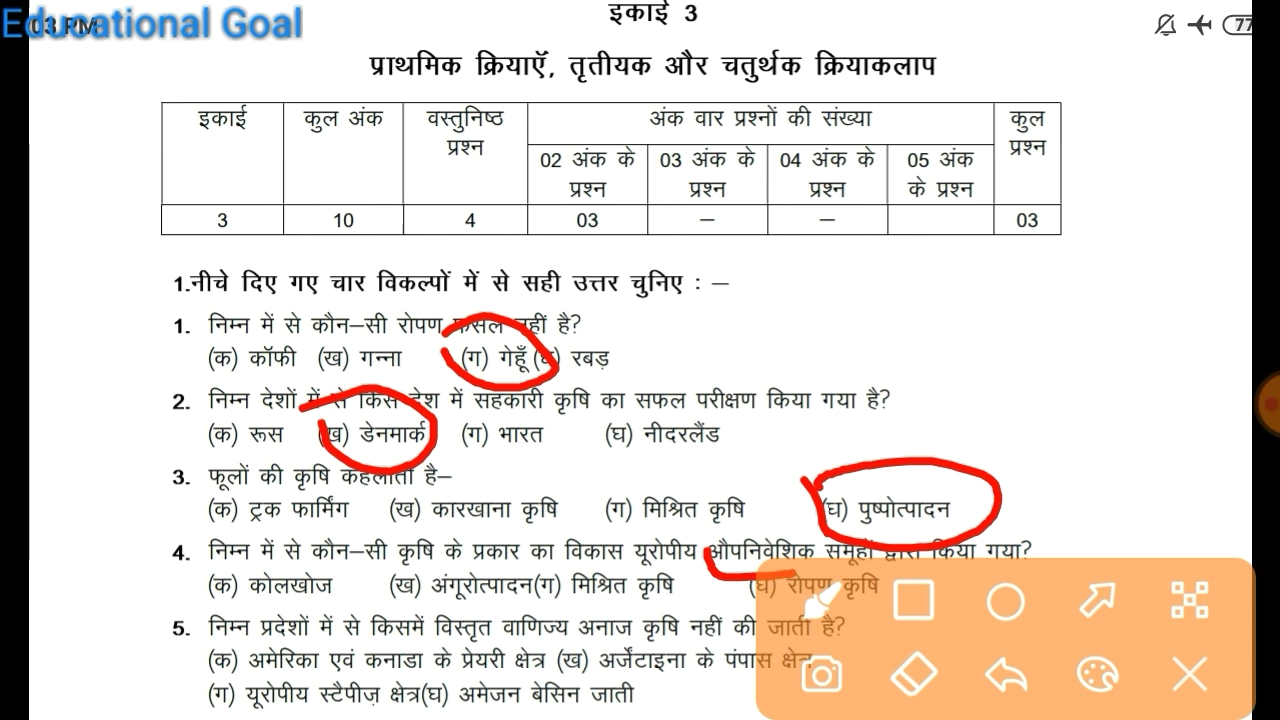 Educational Goal
03 PM
77
इकाई 3
प्राथमिक क्रियाएँ, तृतीयक और चतुर्थक क्रियाकलाप
इकाई कुल अंक वस्तुनिष्ठ प्रश्न अंक वार प्रश्नों की संख्या कुल प्रश्न
02 अंक के प्रश्न 03 अंक के प्रश्न 04 अंक के प्रश्न 05 अंक के प्रश्न
3 10 4 03 – – 03
1.नीचे दिए गए चार विकल्पों में से सही उत्तर चुनिए : –
1. निम्न में से कौन–सी रोपण फसल नहीं है?
(क) कॉफी (ख) गन्ना (ग) गेहूँ (घ) रबड़
2. निम्न देशों में से किस देश में सहकारी कृषि का सफल परीक्षण किया गया है?
(क) रूस (ख) डेनमार्क (ग) भारत (घ) नीदरलैंड
3. फूलों की कृषि कहलाती है–
(क) ट्रक फार्मिंग (ख) कारखाना कृषि (ग) मिश्रित कृषि (घ) पुष्पोत्पादन
4. निम्न में से कौन–सी कृषि के प्रकार का विकास यूरोपीय औपनिवेशिक समूहों द्वारा किया गया?
(क) कोलखोज (ख) अंगूरोत्पादन(ग) मिश्रित कृषि (घ) रोपण कृषि
5. निम्न प्रदेशों में से किसमें विस्तृत वाणिज्य अनाज कृषि नहीं की जाती है?
(क) अमेरिका एवं कनाडा के प्रेयरी क्षेत्र (ख) अर्जेंटाइना के पंपास क्षेत्र
(ग) यूरोपीय स्टैपीज़ क्षेत्र(घ) अमेजन बेसिन जाती